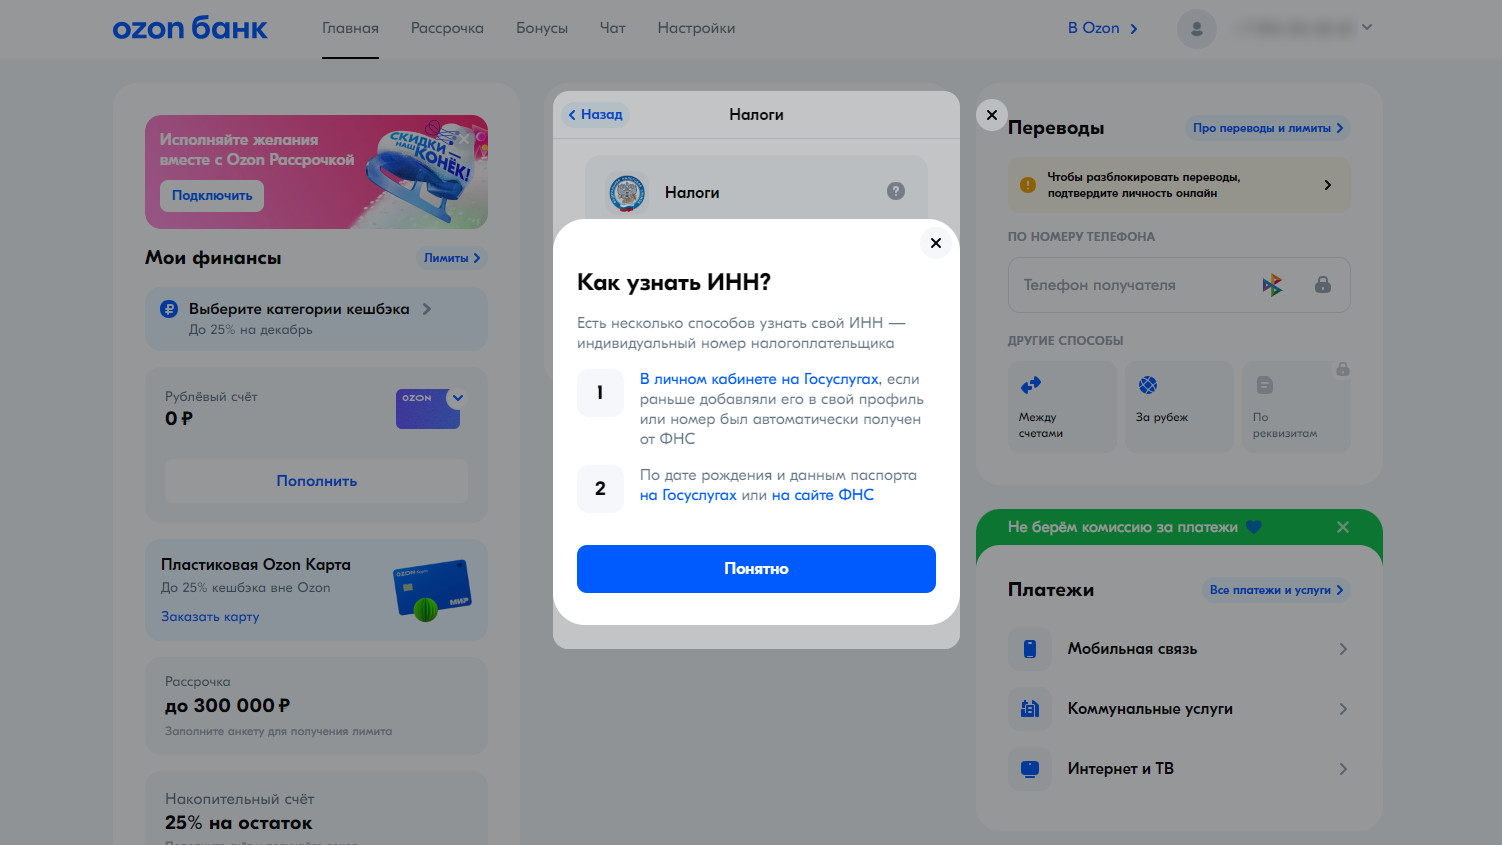 ozon банк
Главная
Рассрочка
Бонусы
Чат
Настройки
В Ozon
Исполняйте желания
вместе с Ozon Рассрочкой
Подключить
СКИДКИ
НАШ
КОНЁК!
Мои финансы
Лимиты
Выберите категории кешбэка
До 25% на декабрь
Рублёвый счёт
0 ₽
OZON
Пополнить
Пластиковая Ozon Карта
До 25% кешбэка вне Ozon
Заказать карту
OZON
МИР
Рассрочка
до 300 000 ₽
Заполните анкету для получения лимита
Накопительный счёт
25% на остаток
Назад
Налоги
Налоги
?
Как узнать ИНН?
Есть несколько способов узнать свой ИНН —
индивидуальный номер налогоплательщика
1
В личном кабинете на Госуслугах, если
раньше добавляли его в свой профиль
или номер был автоматически получен
от ФНС
2
По дате рождения и данным паспорта
на Госуслугах или на сайте ФНС
Понятно
Переводы
Про переводы и лимиты
Чтобы разблокировать переводы,
подтвердите личность онлайн
ПО НОМЕРУ ТЕЛЕФОНА
Телефон получателя
ДРУГИЕ СПОСОБЫ
Между
счетами
За рубеж
По
реквизитам
Не берём комиссию за платежи
Платежи
Все платежи и услуги
Мобильная связь
Коммунальные услуги
Интернет и ТВ